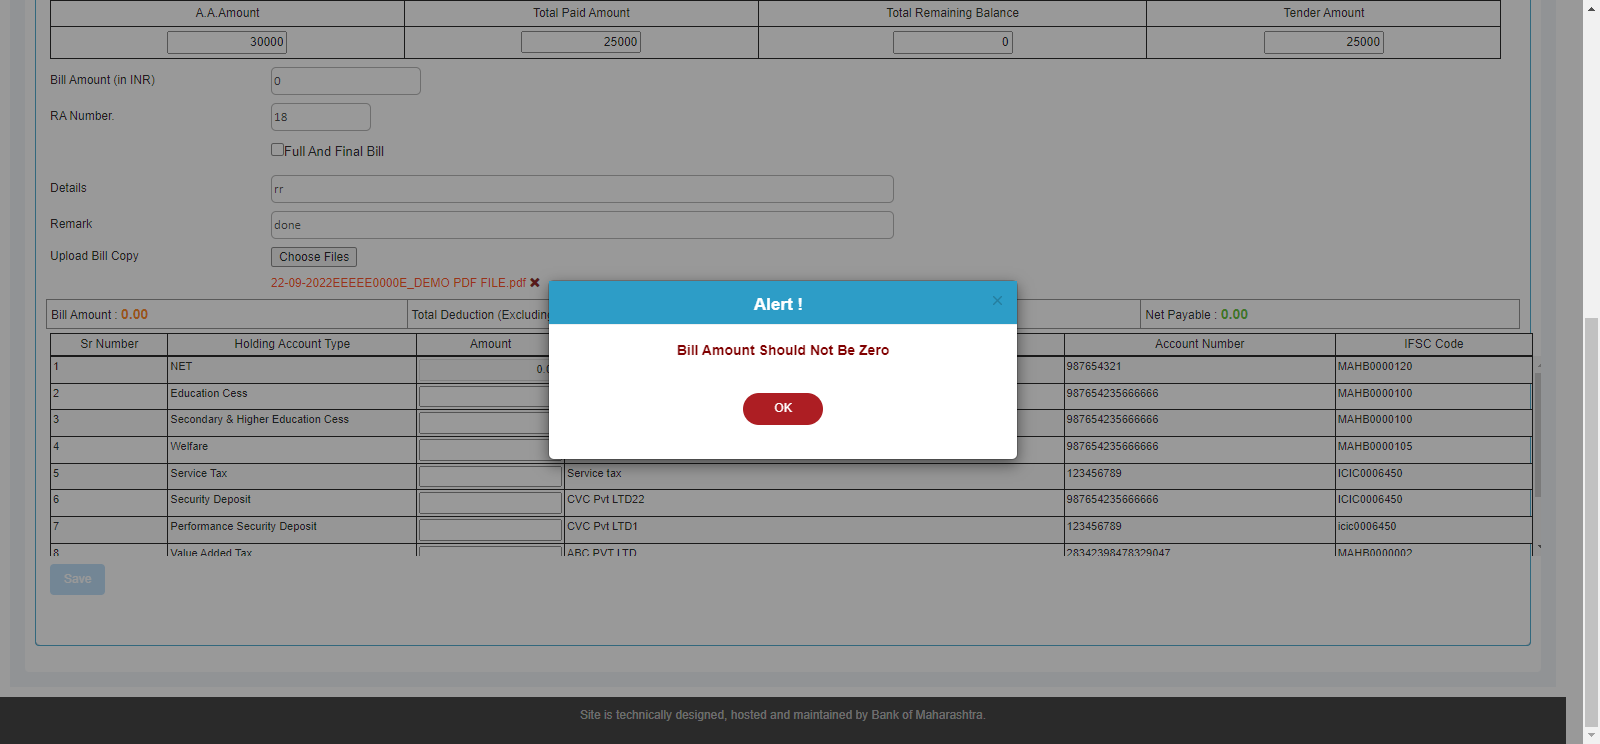 A.A.Amount Total Paid Amount Total Remaining Balance Tender Amount
30000 25000 0 25000
Bill Amount (in INR) 0
RA Number. 18
Full And Final Bill
Details rr
Remark done
Upload Bill Copy Choose Files
22-09-2022EEEEE0000E_DEMO PDF FILE.pdf ✖
Alert ! ×
Bill Amount Should Not Be Zero
OK
Bill Amount : 0.00 Total Deduction (Excluding Net Payable : 0.00
Sr Number Holding Account Type Amount Account Number IFSC Code
1 NET 0.0 987654321 MAHB0000120
2 Education Cess 987654235666666 MAHB0000100
3 Secondary & Higher Education Cess 987654235666666 MAHB0000100
4 Welfare 987654235666666 MAHB0000105
5 Service Tax Service tax 123456789 ICIC0006450
6 Security Deposit CVC Pvt LTD22 987654235666666 ICIC0006450
7 Performance Security Deposit CVC Pvt LTD1 123456789 icic0006450
8 Value Added Tax ABC PVT LTD 28342398478329047 MAHB0000002
Save
Site is technically designed, hosted and maintained by Bank of Maharashtra.